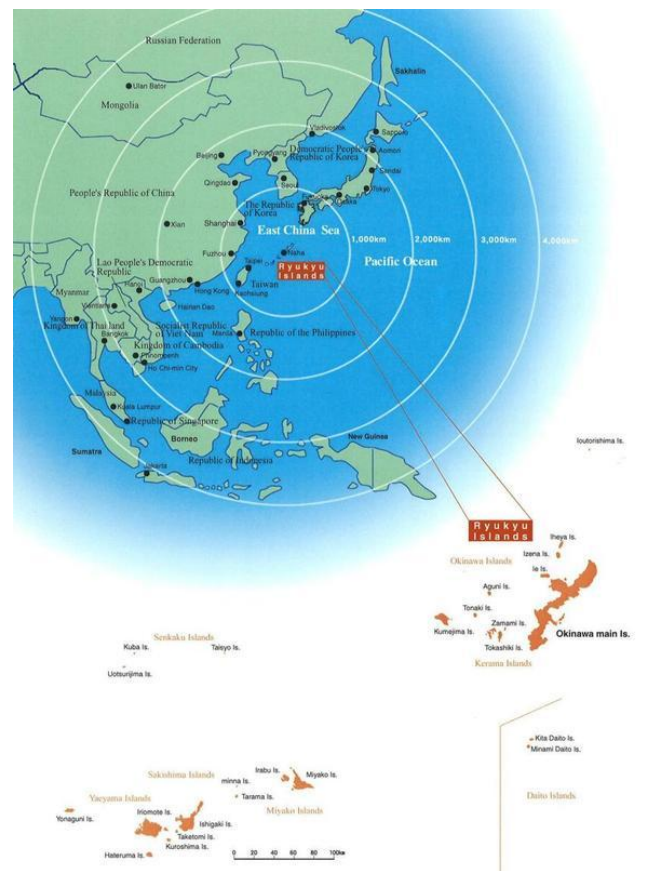 Russian Federation
Sakhalin
Ulan Bator
Mongolia
Vladivostok
Sapporo
Beijing
Pyongyang
Democratic People's
Republic of Korea
Aomori
Sendai
Qingdao
Seoul
Tokyo
People's Republic of China
The Republic
of Korea
Fukuoka
Osaka
Xian
Shanghai
East China Sea
1,000km
2,000km
3,000km
4,000km
Fuzhou
Naha
Lao People's Democratic
Republic
Taipei
Ryukyu
Islands
Pacific Ocean
Guangzhou
Hanoi
Hong Kong
Taiwan
Kaohsiung
Myanmar
Vientiane
Hainan Dao
Yangon
Kingdom of Thailand
Bangkok
Socialist Republic
of Viet Nam
Manila
Republic of the Philippines
Kingdom of Cambodia
Phnompenh
Ho Chi-min City
Malaysia
Kuala Lumpur
Republic of Singapore
Sumatre
Borneo
New Guinea
Republic of Indonesia
Jakarta
Ioutorishima Is.
Ryukyu
Islands
Iheya Is.
Izena Is.
Okinawa Islands
Ie Is.
Aguni Is.
Tonaki Is.
Zamami Is.
Kumejima Is.
Okinawa main Is.
Tokashiki Is.
Kerama Islands
Senkaku Islands
Kuba Is.
Taisyo Is.
Uotsurijima Is.
Kita Daito Is.
Minami Daito Is.
Daito Islands
Sakishima Islands
Irabu Is.
Miyako Is.
minna Is.
Tarama Is.
Miyako Islands
Yaeyama Islands
Yonaguni Is.
Iriomote Is.
Ishigaki Is.
Taketomi Is.
Kuroshima Is.
Hateruma Is.
0 20 40 60 80 100km